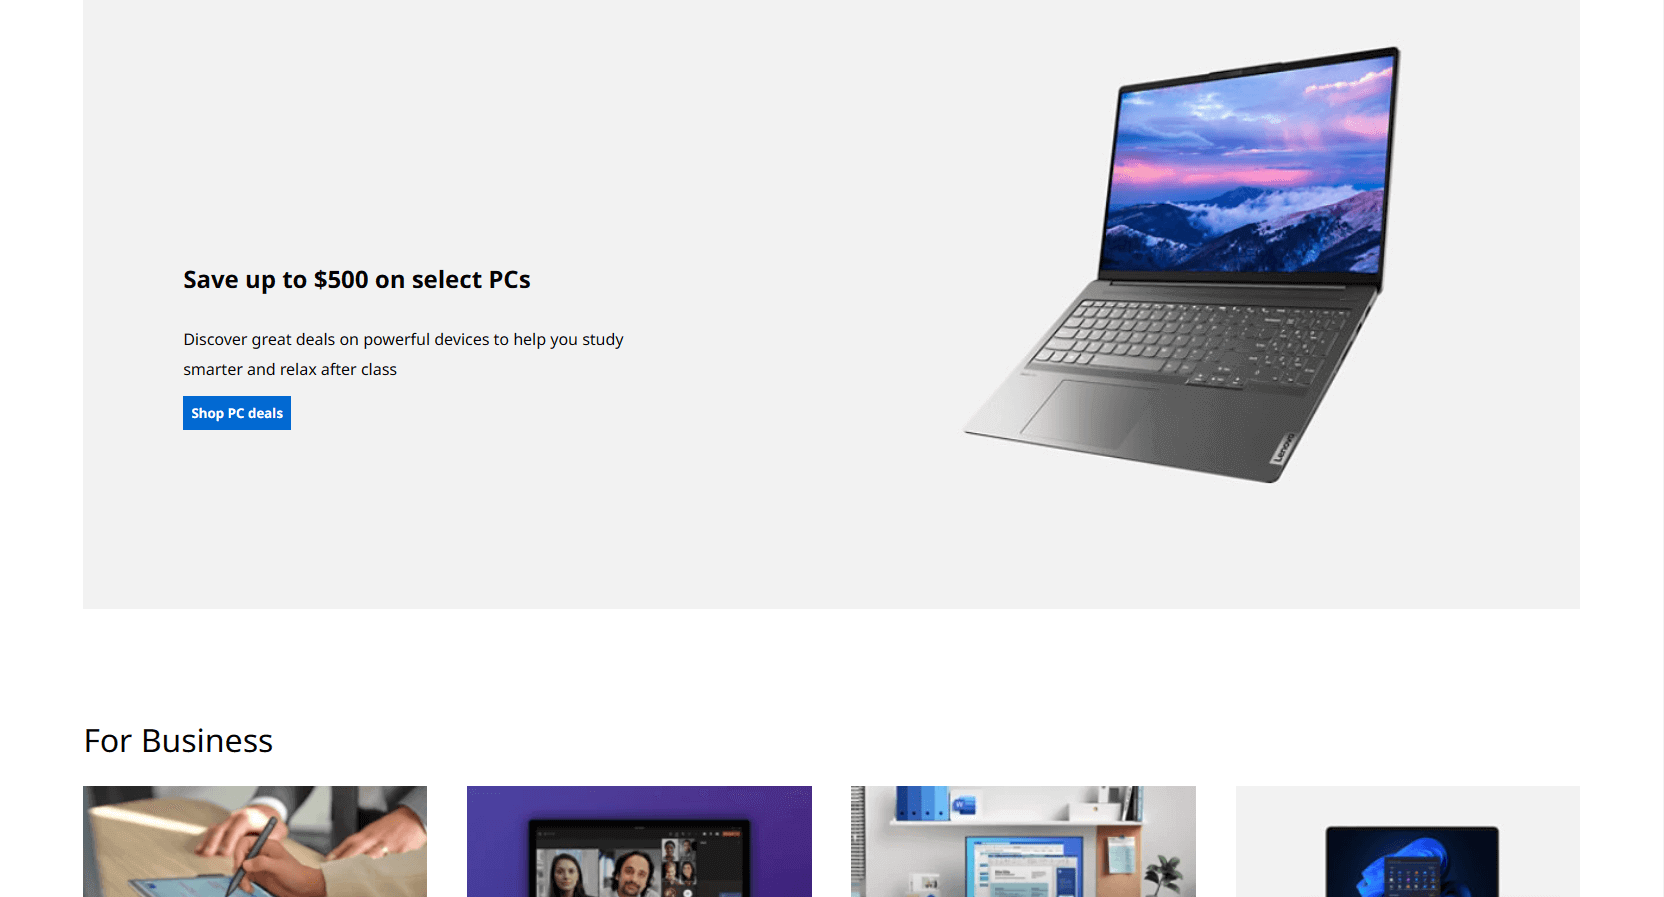 Save up to $500 on select PCs
Discover great deals on powerful devices to help you study
smarter and relax after class
Shop PC deals
Lenovo
For Business
W